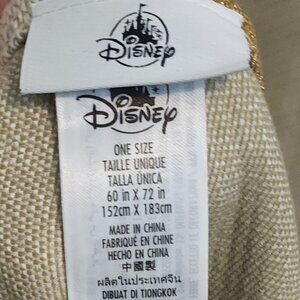 Disney
Disney
ONE SIZE
TAILLE UNIQUE
TALLA ÚNICA
60 in X 72 in
152cm X 183cm
MADE IN CHINA
FABRIQUÉ EN CHINE
HECHO EN CHINA
中國製
ผลิตในประเทศจีน
DIBUAT DI TIONGKOK